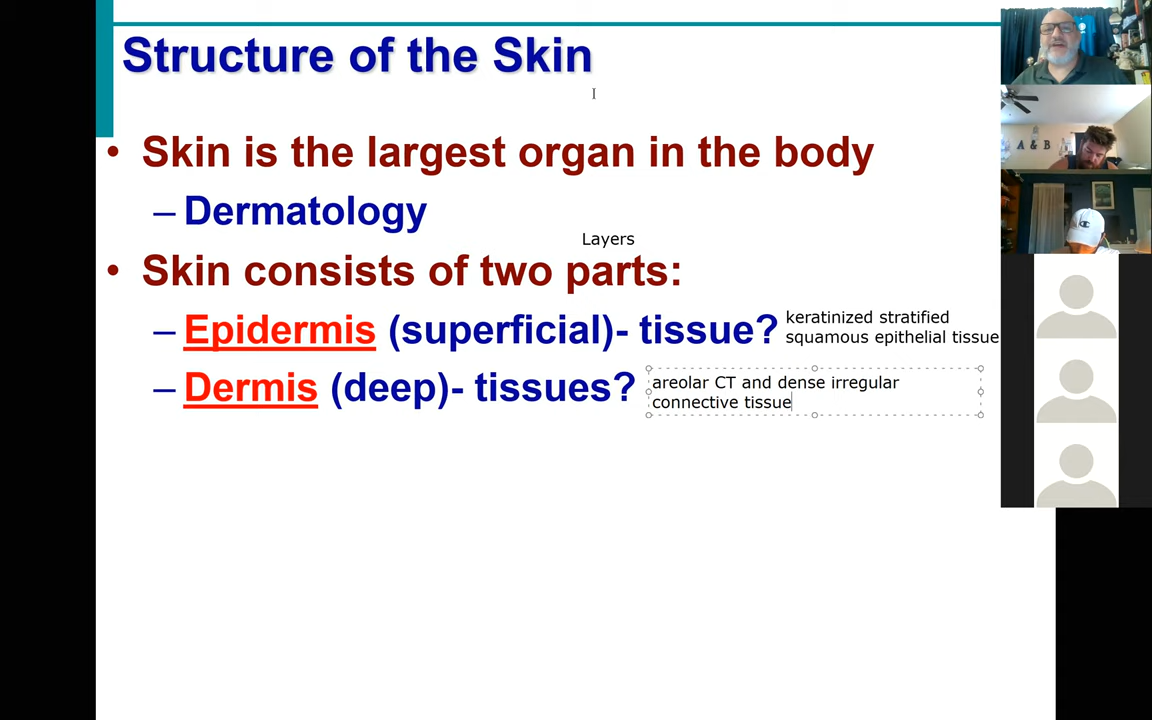 Structure of the Skin
• Skin is the largest organ in the body
– Dermatology
Layers
• Skin consists of two parts:
– Epidermis (superficial)- tissue?
keratinized stratified
squamous epithelial tissue
– Dermis (deep)- tissues?
areolar CT and dense irregular
connective tissue
A & B